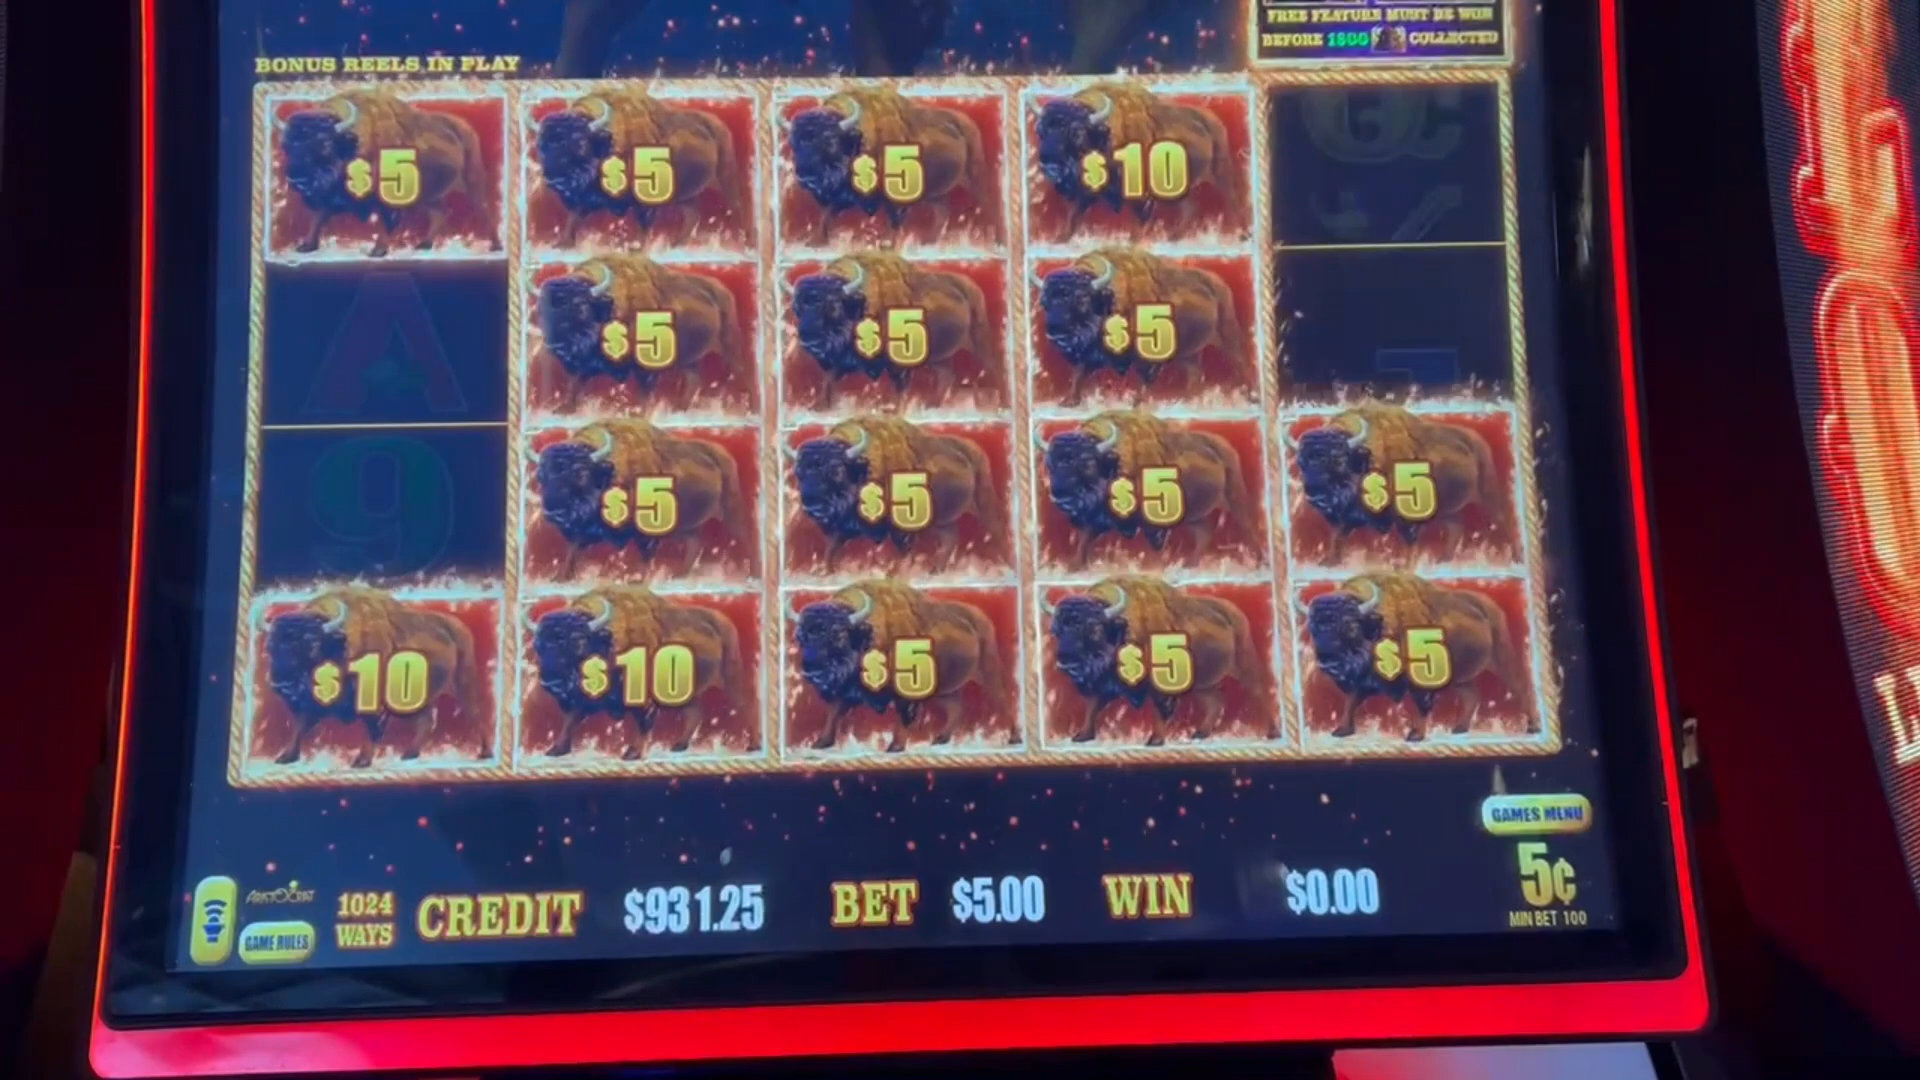 FREE FEATURE MUST BE WON
BEFORE 1800 COLLECTED
BONUS REELS IN PLAY
$5 $5 $5 $10
A $5 $5 $5
9 $5 $5 $5 $5
$10 $10 $5 $5 $5
GAMES MENU
5¢
MIN BET 100
ARISTOCRAT
GAME RULES
1024
WAYS
CREDIT $931.25 BET $5.00 WIN $0.00